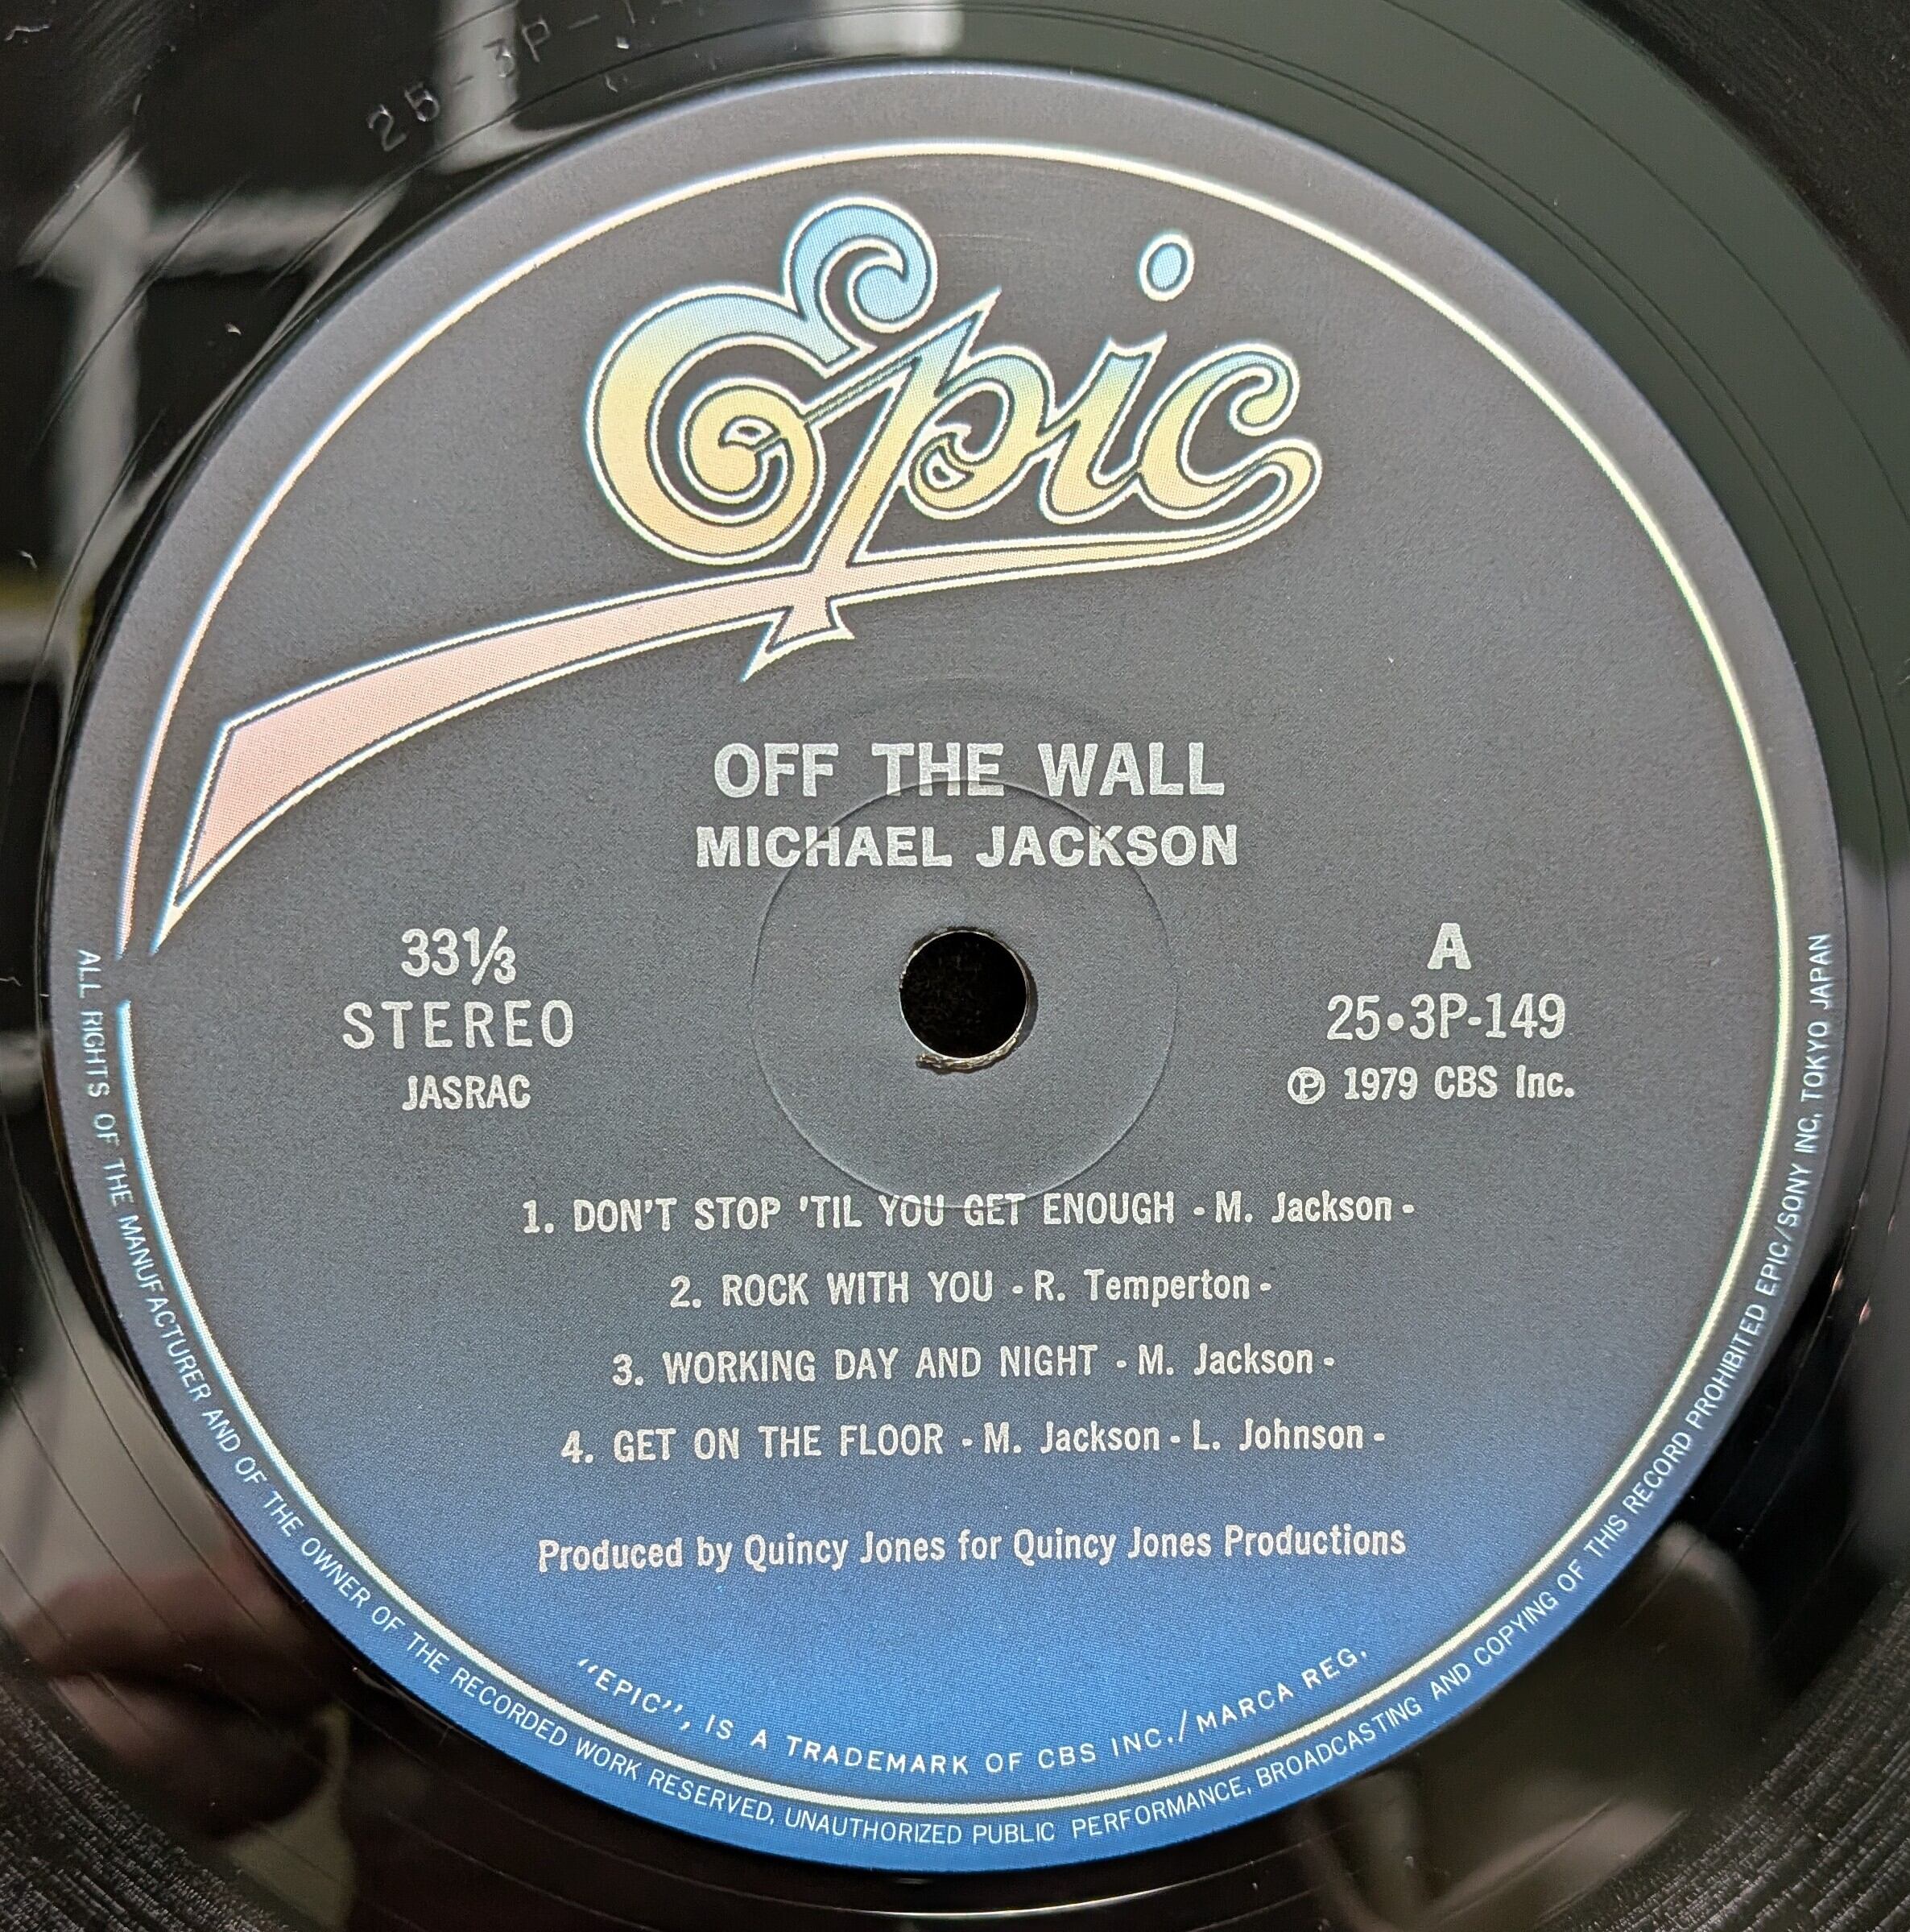 25-3P-1
Epic
OFF THE WALL
MICHAEL JACKSON
33⅓
STEREO
JASRAC
A
25•3P-149
Ⓟ 1979 CBS Inc.
1. DON'T STOP 'TIL YOU GET ENOUGH - M. Jackson -
2. ROCK WITH YOU - R. Temperton -
3. WORKING DAY AND NIGHT - M. Jackson -
4. GET ON THE FLOOR - M. Jackson - L. Johnson -
Produced by Quincy Jones for Quincy Jones Productions
"EPIC", IS A TRADEMARK OF CBS INC./MARCA REG.
ALL RIGHTS OF THE MANUFACTURER AND OF THE OWNER OF THE RECORDED WORK RESERVED, UNAUTHORIZED PUBLIC PERFORMANCE, BROADCASTING AND COPYING OF THIS RECORD PROHIBITED EPIC/SONY INC. TOKYO JAPAN